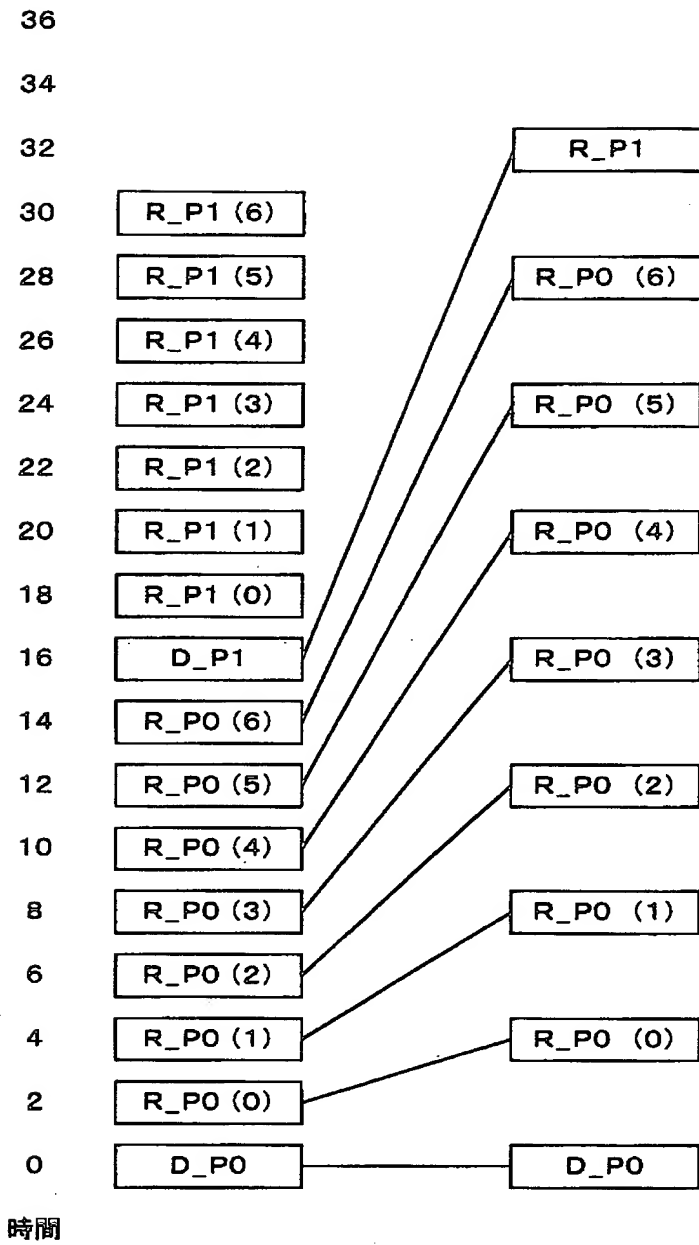 36
34
32 R_P1
30 R_P1 (6)
28 R_P1 (5) R_P0 (6)
26 R_P1 (4)
24 R_P1 (3) R_P0 (5)
22 R_P1 (2)
20 R_P1 (1) R_P0 (4)
18 R_P1 (0)
16 D_P1 R_P0 (3)
14 R_P0 (6)
12 R_P0 (5) R_P0 (2)
10 R_P0 (4)
8 R_P0 (3) R_P0 (1)
6 R_P0 (2)
4 R_P0 (1) R_P0 (0)
2 R_P0 (0)
0 D_P0 D_P0
時間